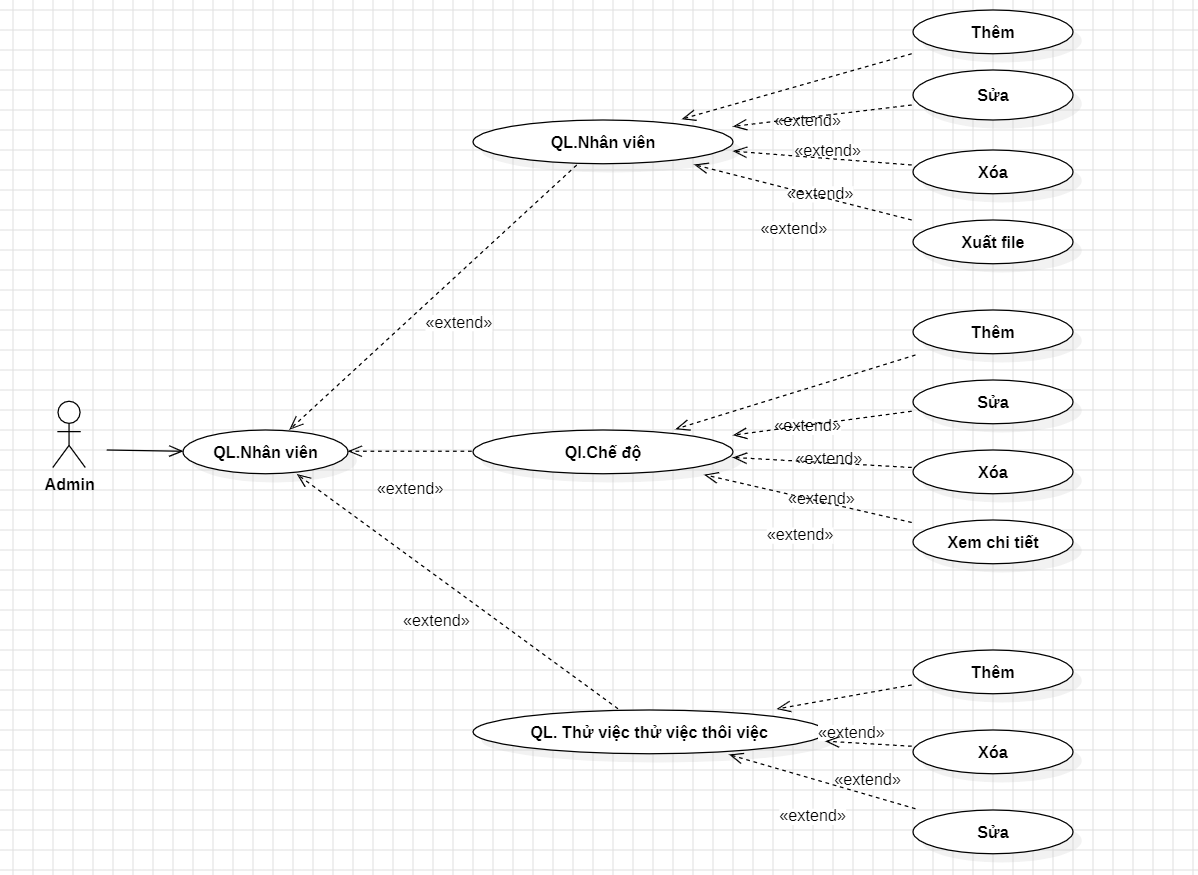 Thêm
Sửa
«extend»
QL.Nhân viên
«extend»
Xóa
«extend»
«extend»
Xuất file
«extend»
Thêm
Sửa
«extend»
Admin
QL.Nhân viên
Ql.Chế độ
«extend»
Xóa
«extend»
«extend»
«extend»
Xem chi tiết
«extend»
Thêm
QL. Thử việc thử việc thôi việc
«extend»
Xóa
«extend»
«extend»
Sửa